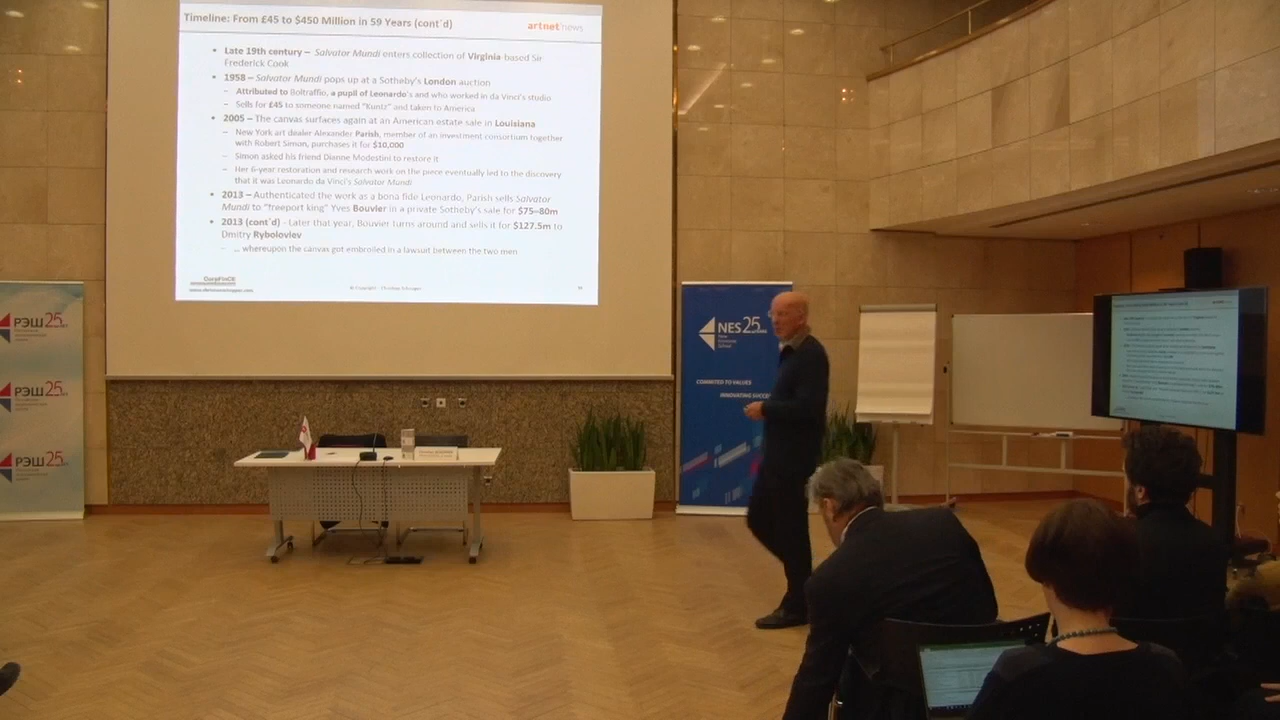 Timeline: From £45 to $450 Million in 59 Years (cont´d)
artnet news
• Late 19th century – Salvator Mundi enters collection of Virginia based Sir
Frederick Cook
• 1958 – Salvator Mundi pops up at a Sotheby's London auction
– Attributed to Boltraffio, a pupil of Leonardo's and who worked in da Vinci's studio
– Sells for £45 to someone named "Kuntz" and taken to America
• 2005 – The canvas surfaces again at an American estate sale in Louisiana
– New York art dealer Alexander Parish, member of an investment consortium together
with Robert Simon, purchases it for $10,000
– Simon asked his friend Dianne Modestini to restore it
– Her 6-year restoration and research work on the piece eventually led to the discovery
that it was Leonardo da Vinci's Salvator Mundi
• 2013 – Authenticated the work as a bona fide Leonardo, Parish sells Salvator
Mundi to "freeport king" Yves Bouvier in a private Sotheby's sale for $75–80m
• 2013 (cont´d) - Later that year, Bouvier turns around and sells it for $127.5m to
Dmitry Rybolovlev
– … whereupon the canvas got embroiled in a lawsuit between the two men
© Copyright - Christian Schopper
РЭШ 25
РЭШ 25
РЭШ 25
NES 25
New
Economic
School
COMMITED TO VALUES
INNOVATING SUCCE